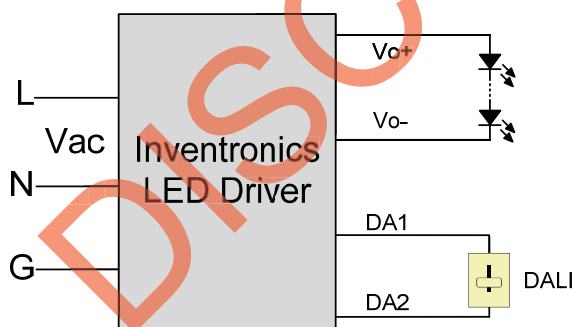 L
Vac
N
G
Inventronics
LED Driver
Vo+
Vo-
DA1
DA2
DALI
DISC